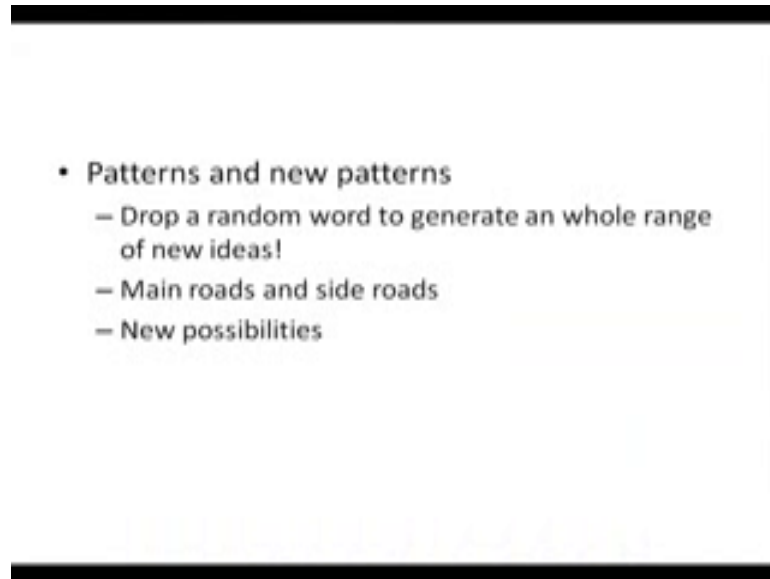 • Patterns and new patterns
– Drop a random word to generate an whole range
of new ideas!
– Main roads and side roads
– New possibilities